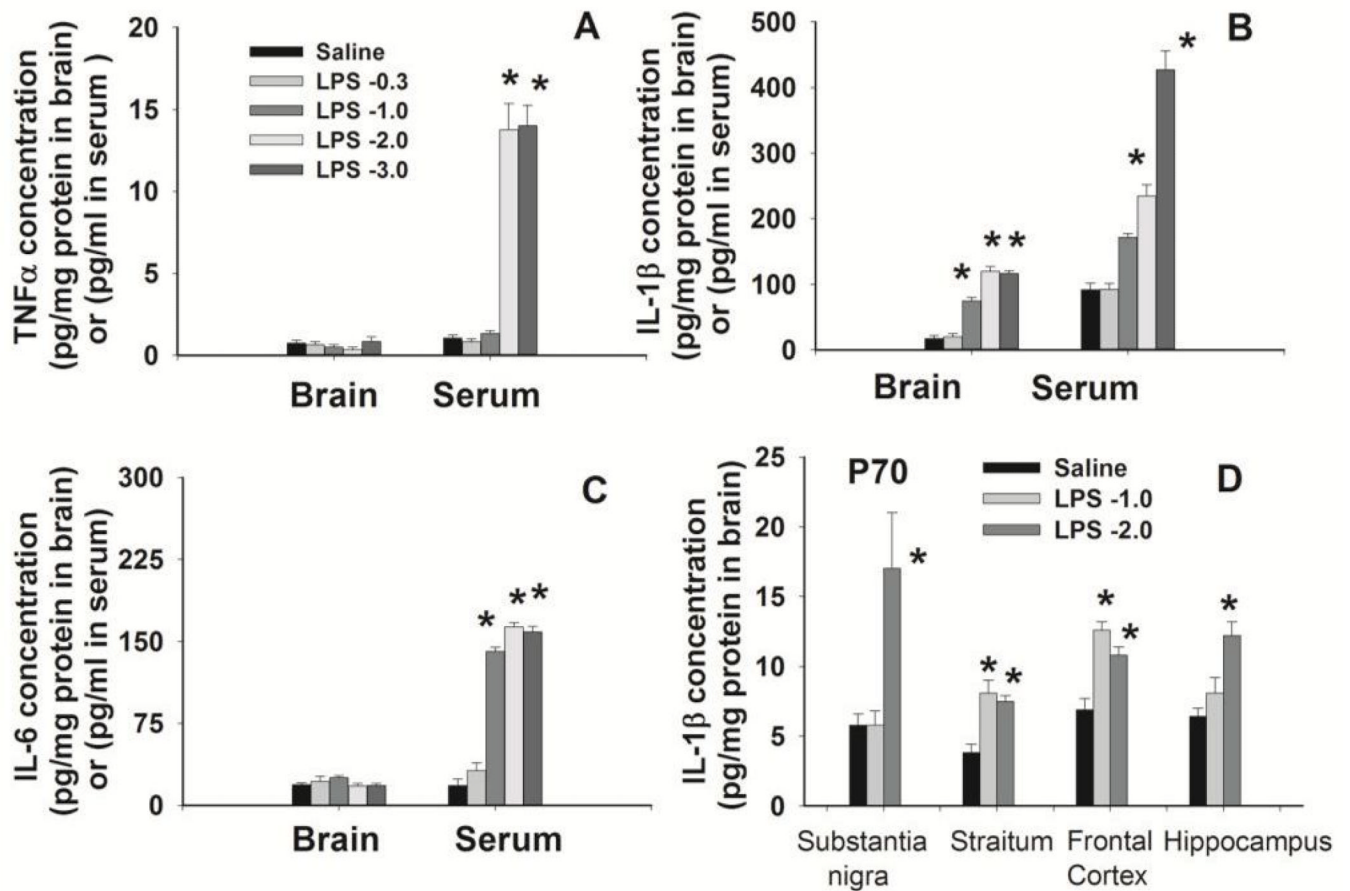 A
TNFα concentration
(pg/mg protein in brain)
or (pg/ml in serum )
20
15
10
5
0
Saline
LPS -0.3
LPS -1.0
LPS -2.0
LPS -3.0
* *
Brain Serum
B
IL-1β concentration
(pg/mg protein in brain)
or (pg/ml in serum)
500
400
300
200
100
0
* * * * *
Brain Serum
C
IL-6 concentration
(pg/mg protein in brain)
or (pg/ml in serum)
300
225
150
75
0
* * *
Brain Serum
D
P70
IL-1β concentration
(pg/mg protein in brain)
25
20
15
10
5
0
Saline
LPS -1.0
LPS -2.0
* * * * * *
Substantia Straitum Frontal Hippocampus
nigra Cortex